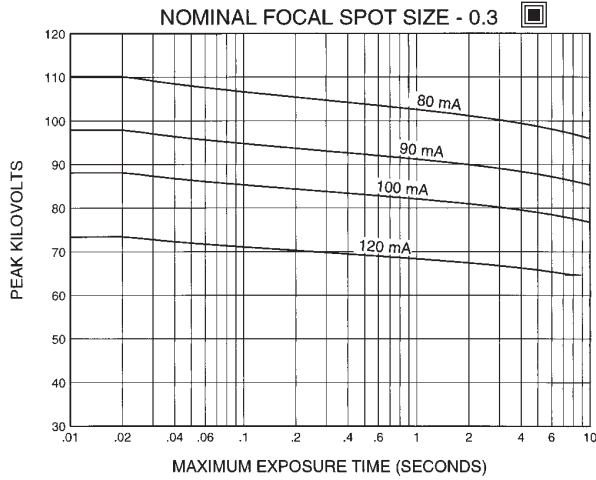 NOMINAL FOCAL SPOT SIZE - 0.3
120
110
100
90
80
70
60
50
40
30
80 mA
90 mA
100 mA
120 mA
.01 .02 .04 .06 .1 .2 .4 .6 1 2 4 6 10
PEAK KILOVOLTS
MAXIMUM EXPOSURE TIME (SECONDS)